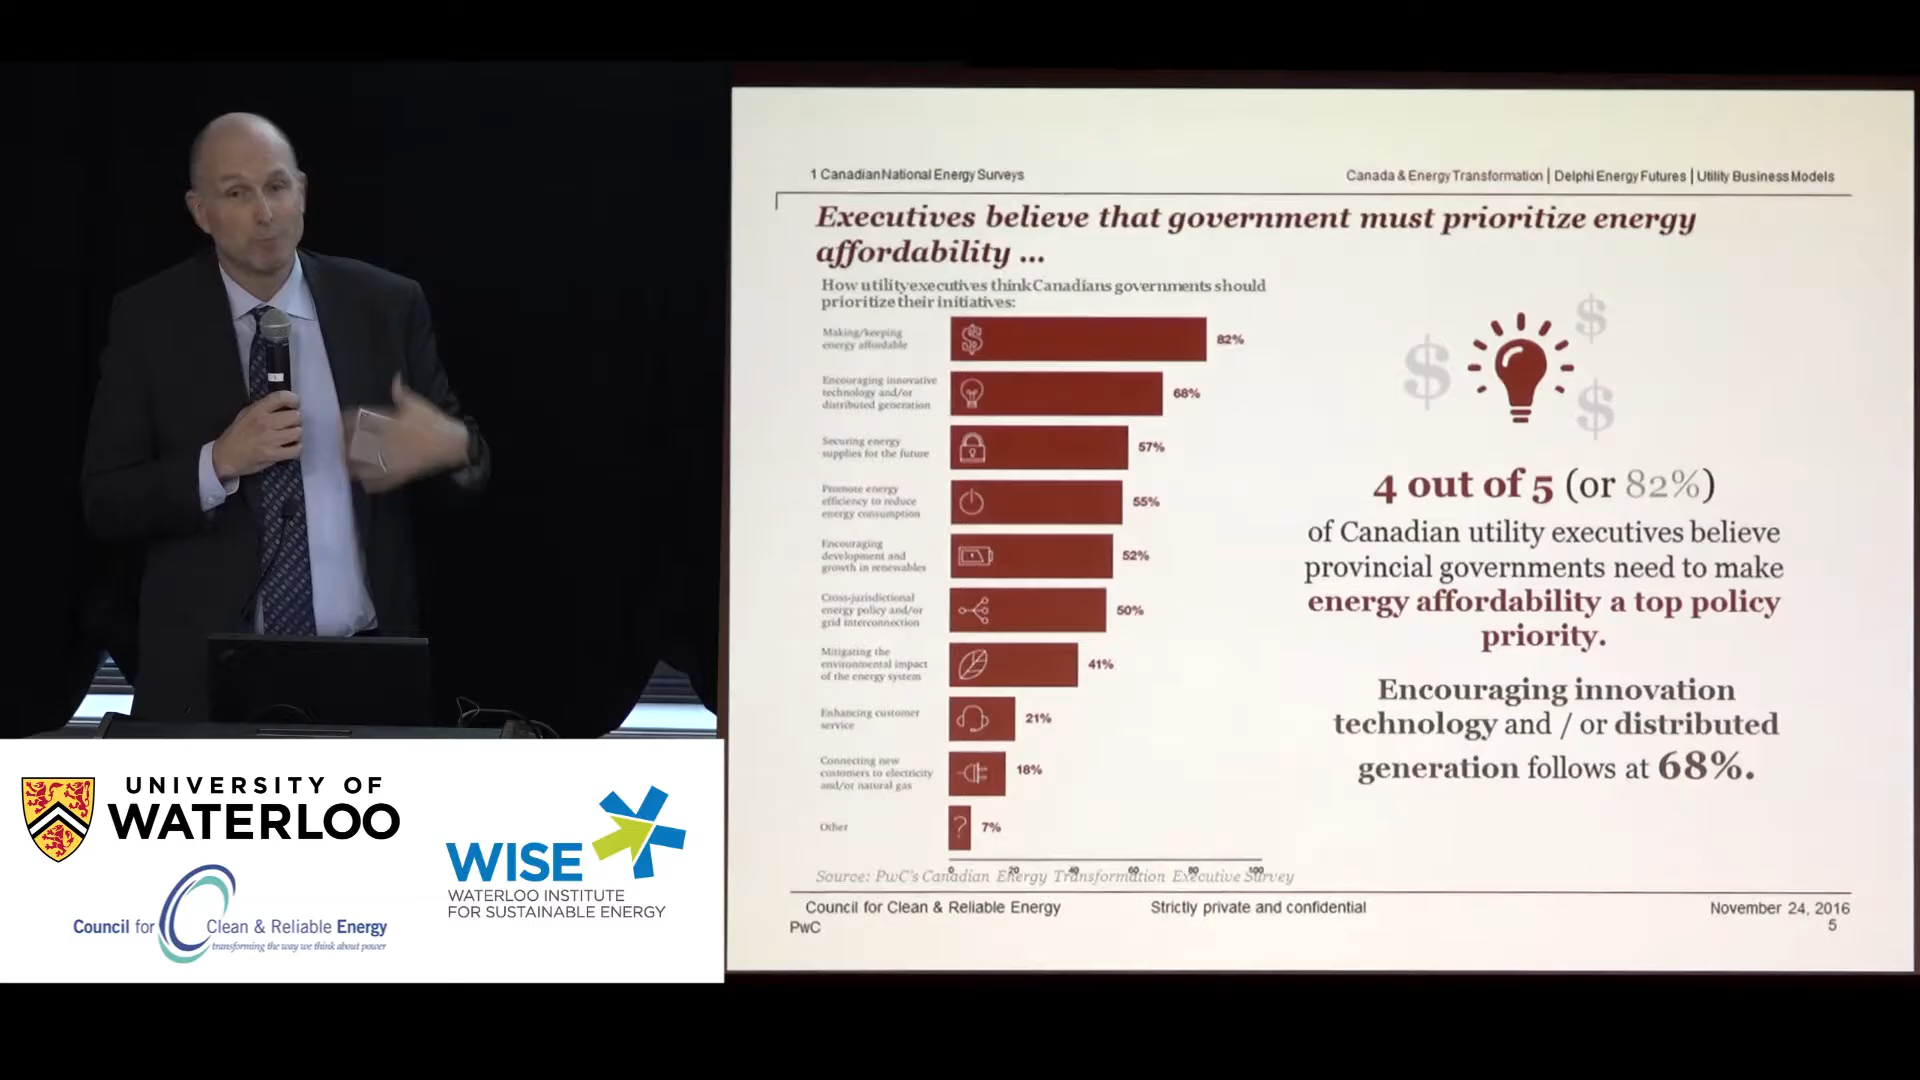 1 Canadian National Energy Surveys
Canada & Energy Transformation | Delphi Energy Futures | Utility Business Models
Executives believe that government must prioritize energy
affordability ...
How utility executives think Canadians governments should
prioritize their initiatives:
Making/keeping
energy affordable
82%
Encouraging innovative
technology and/or
distributed generation
68%
Securing energy
supplies for the future
57%
Promote energy
efficiency to reduce
energy consumption
55%
Encouraging
development and
growth in renewables
52%
Cross-jurisdictional
energy policy and/or
grid interconnection
50%
Mitigating the
environmental impact
of the energy system
41%
Enhancing customer
service
21%
Connecting new
customers to electricity
and/or natural gas
18%
Other
?
7%
0 20 40 60 80 100
Source: PwC's Canadian Energy Transformation Executive Survey
$
$
$
4 out of 5 (or 82%)
of Canadian utility executives believe
provincial governments need to make
energy affordability a top policy
priority.
Encouraging innovation
technology and / or distributed
generation follows at 68%.
Council for Clean & Reliable Energy
Strictly private and confidential
November 24, 2016
PwC
5
UNIVERSITY OF
WATERLOO
WISE
WATERLOO INSTITUTE
FOR SUSTAINABLE ENERGY
Council for Clean & Reliable Energy
transforming the way we think about power